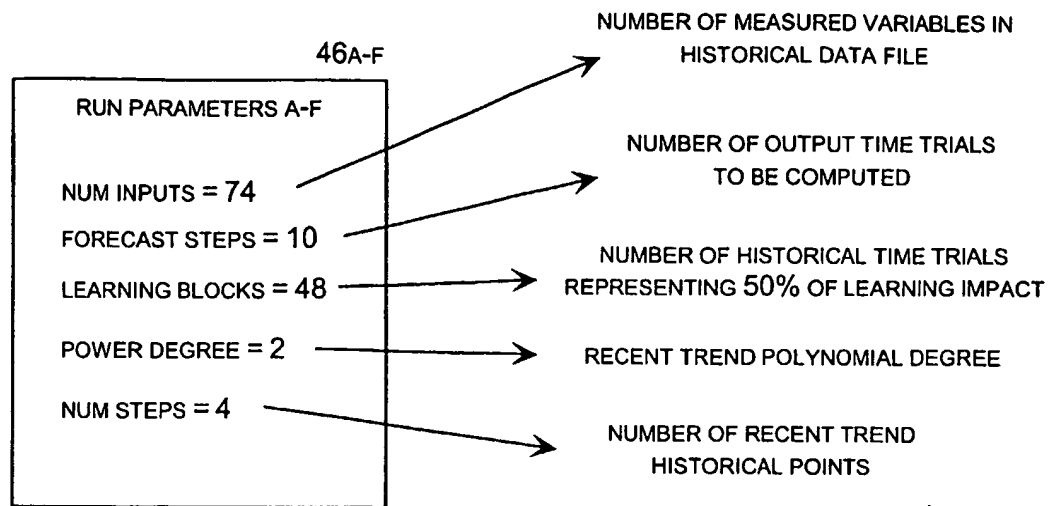 46A-F
RUN PARAMETERS A-F
NUM INPUTS = 74
FORECAST STEPS = 10
LEARNING BLOCKS = 48
POWER DEGREE = 2
NUM STEPS = 4
NUMBER OF MEASURED VARIABLES IN
HISTORICAL DATA FILE
NUMBER OF OUTPUT TIME TRIALS
TO BE COMPUTED
NUMBER OF HISTORICAL TIME TRIALS
REPRESENTING 50% OF LEARNING IMPACT
RECENT TREND POLYNOMIAL DEGREE
NUMBER OF RECENT TREND
HISTORICAL POINTS